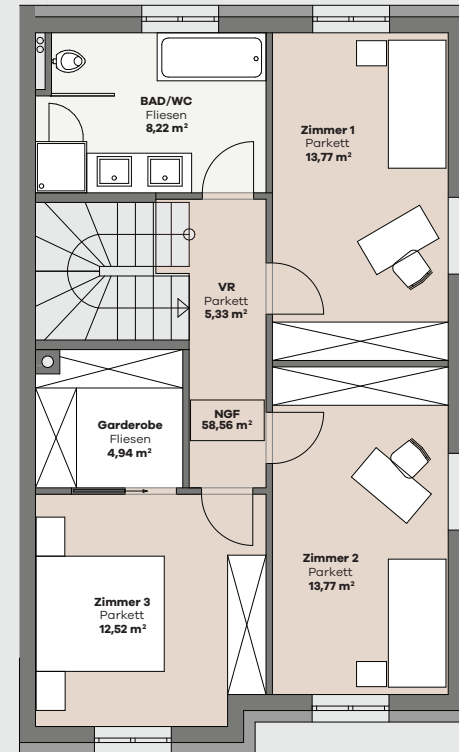 BAD/WC
Fliesen
8,22 m²
Zimmer 1
Parkett
13,77 m²
VR
Parkett
5,33 m²
NGF
58,56 m²
Garderobe
Fliesen
4,94 m²
Zimmer 2
Parkett
13,77 m²
Zimmer 3
Parkett
12,52 m²